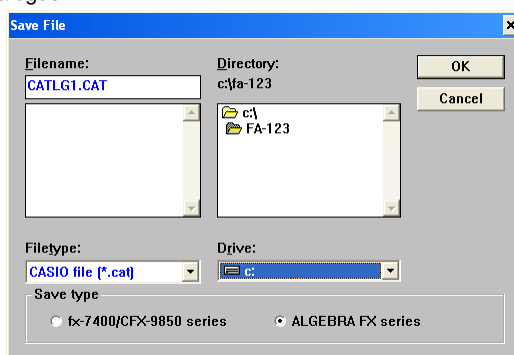 Save File
Filename:
CATLG1.CAT
Directory:
c:\fa-123
c:\
FA-123
OK
Cancel
Filetype:
CASIO file (*.cat)
Drive:
c:
Save type
fx-7400/CFX-9850 series
ALGEBRA FX series